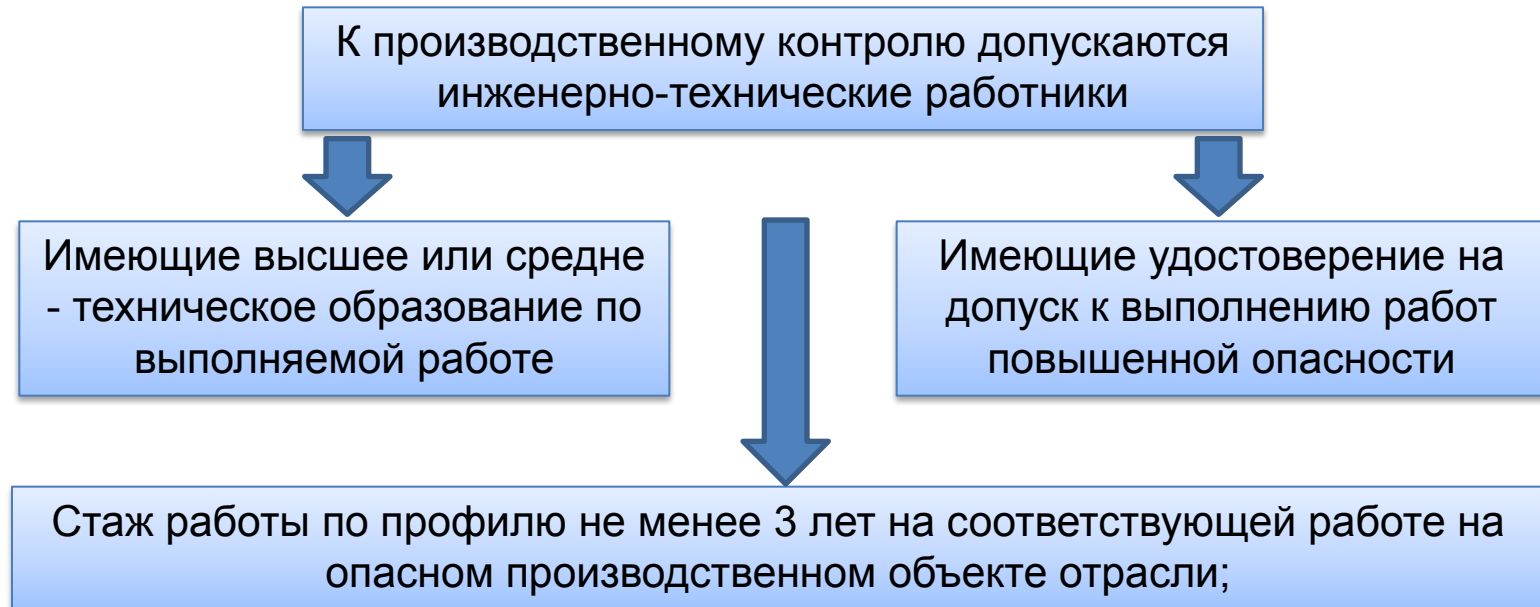 К производственному контролю допускаются
инженерно-технические работники
Имеющие высшее или средне
- техническое образование по
выполняемой работе
Имеющие удостоверение на
допуск к выполнению работ
повышенной опасности
Стаж работы по профилю не менее 3 лет на соответствующей работе на
опасном производственном объекте отрасли;